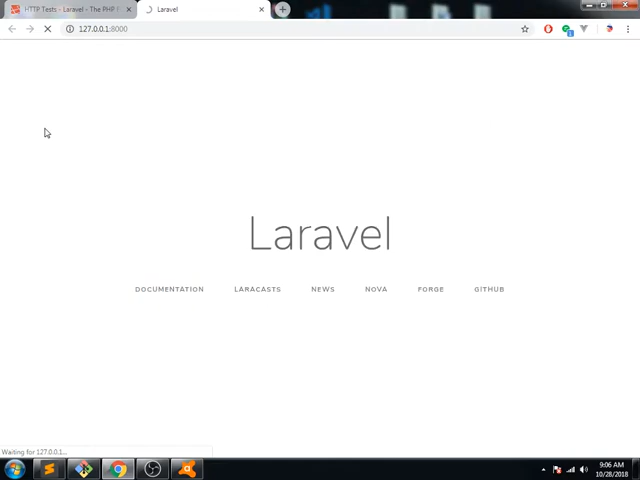 HTTP Tests - Laravel - The PHP F
Laravel
127.0.0.1:8000
Laravel
DOCUMENTATION LARACASTS NEWS NOVA FORGE GITHUB
Waiting for 127.0.0.1...
9:06 AM
10/28/2018